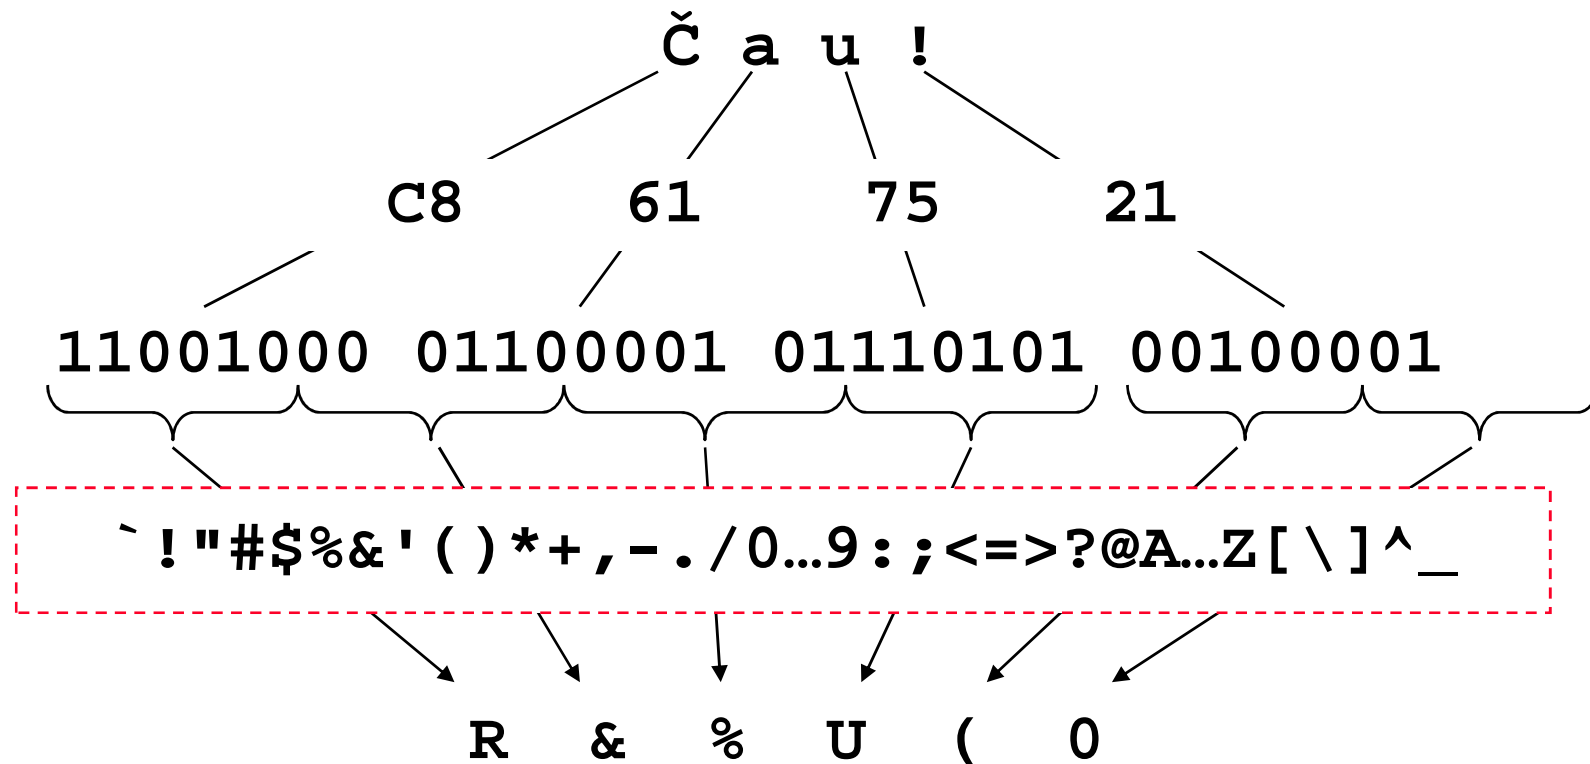 Č a u !
C8 61 75 21
11001000 01100001 01110101 00100001
`!"#$%&'()*+,-./0…9:;<=>?@A…Z[\]^_
R & % U ( 0